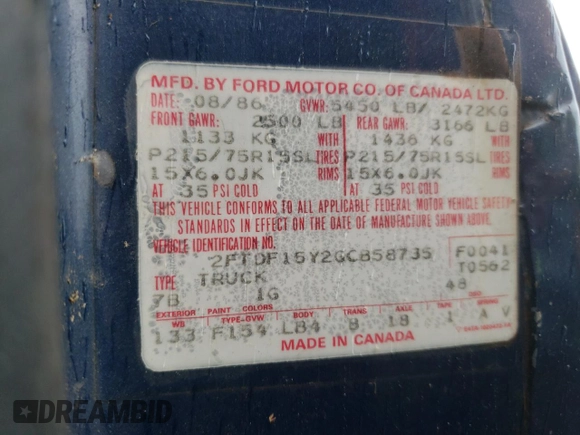 MFD. BY FORD MOTOR CO. OF CANADA LTD.
DATE: 08/86 GVWR: 5450 LB/ 2472KG
FRONT GAWR: 2500 LB REAR GAWR: 3166 LB
1133 KG WITH 1436 KG WITH
P215/75R15SL TIRES P215/75R15SL TIRES
15X6.0JK RIMS 15X6.0JK RIMS
AT 35 PSI COLD AT 35 PSI COLD
THIS VEHICLE CONFORMS TO ALL APPLICABLE FEDERAL MOTOR VEHICLE SAFETY
STANDARDS IN EFFECT ON THE DATE OF MANUFACTURE SHOWN ABOVE.
VEHICLE IDENTIFICATION NUMBER
2FTDF15Y2GCB58735 F0041
TYPE TRUCK T0562
7B 1G 48
EXTERIOR PAINT COLORS
WB TYPE-GVW BODY TRANS AXLE TAPE SPRING
133 F154 LB4 8 18 1 A V
MADE IN CANADA
DREAMBID